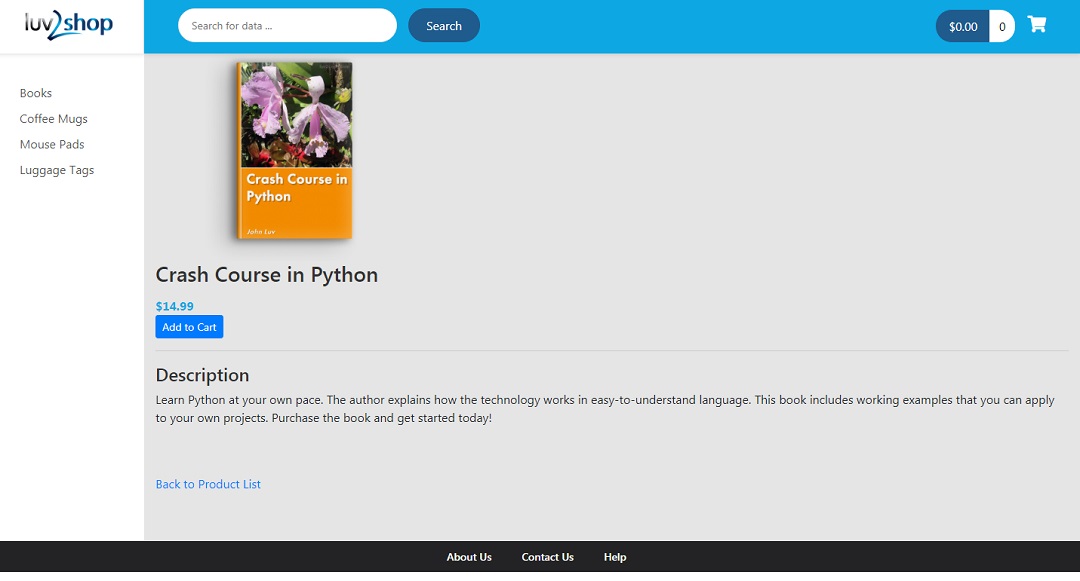 luv2shop
Search for data ...
Search
$0.00
0
Books
Coffee Mugs
Mouse Pads
Luggage Tags
Crash Course in
Python
John Luv
Crash Course in Python
$14.99
Add to Cart
Description
Learn Python at your own pace. The author explains how the technology works in easy-to-understand language. This book includes working examples that you can apply
to your own projects. Purchase the book and get started today!
Back to Product List
About Us
Contact Us
Help